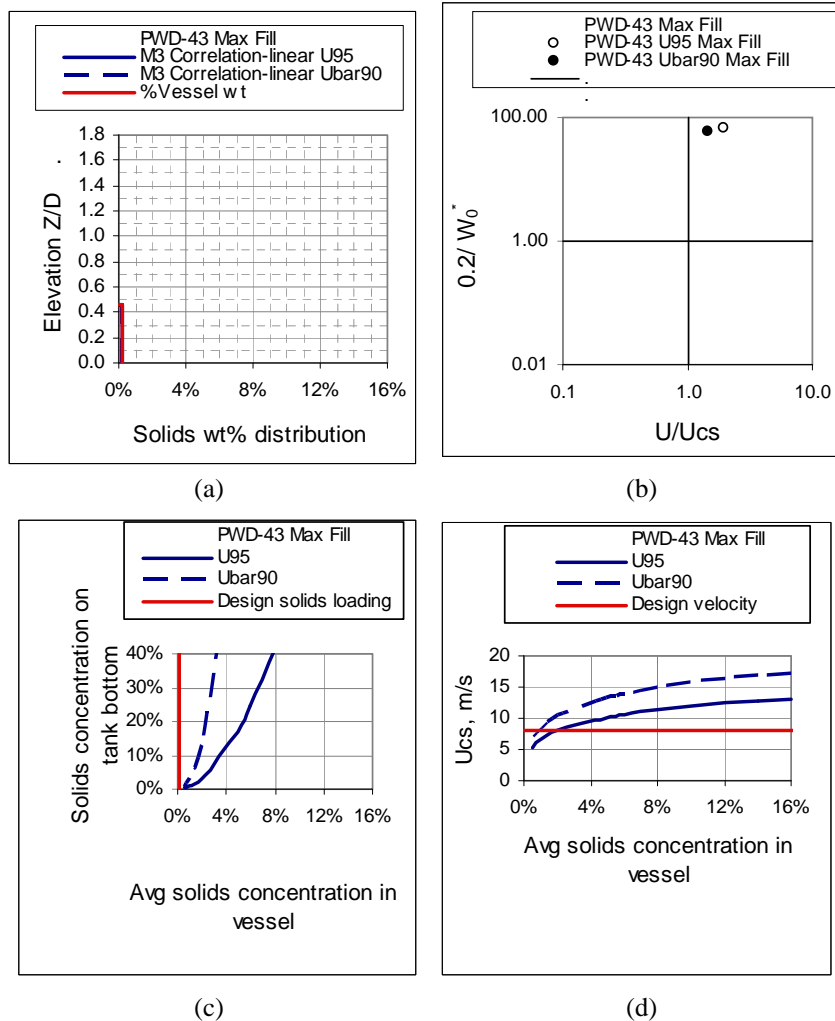 PWD-43 Max Fill
M3 Correlation-linear U95
M3 Correlation-linear Ubar90
%Vessel wt
1.8
1.6
1.4
1.2
1.0
0.8
0.6
0.4
0.2
0.0
Elevation Z/D
0% 4% 8% 12% 16%
Solids wt% distribution
(a)
PWD-43 Max Fill
PWD-43 U95 Max Fill
PWD-43 Ubar90 Max Fill
100.00
1.00
0.01
0.2/ W0*
0.1 1.0 10.0
U/Ucs
(b)
PWD-43 Max Fill
U95
Ubar90
Design solids loading
Solids concentration on
tank bottom
40%
30%
20%
10%
0%
0% 4% 8% 12% 16%
Avg solids concentration in
vessel
(c)
PWD-43 Max Fill
U95
Ubar90
Design velocity
Ucs, m/s
20
15
10
5
0
0% 4% 8% 12% 16%
Avg solids concentration in
vessel
(d)